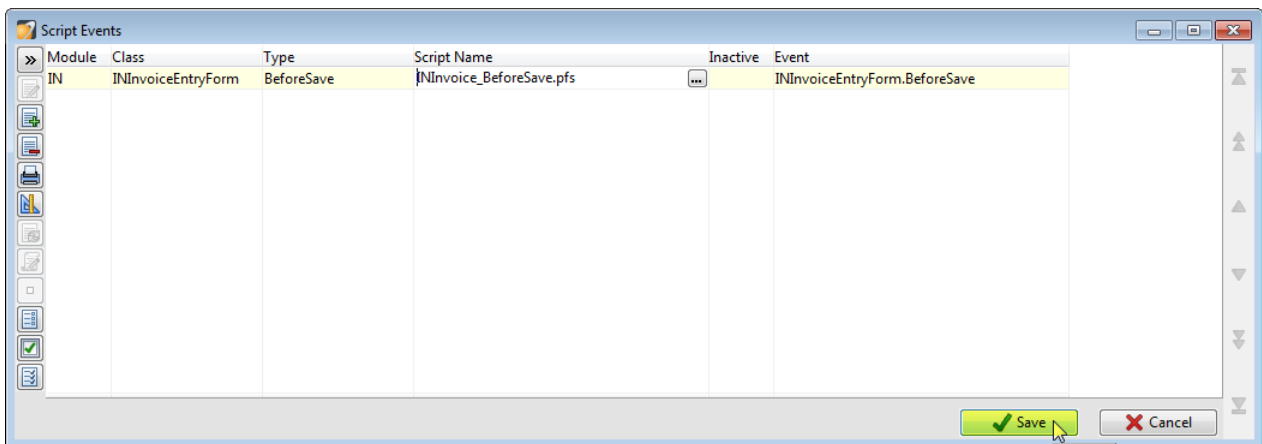 Script Events
Module Class Type Script Name Inactive Event
IN INInvoiceEntryForm BeforeSave INInvoice_BeforeSave.pfs ... INInvoiceEntryForm.BeforeSave
Save Cancel